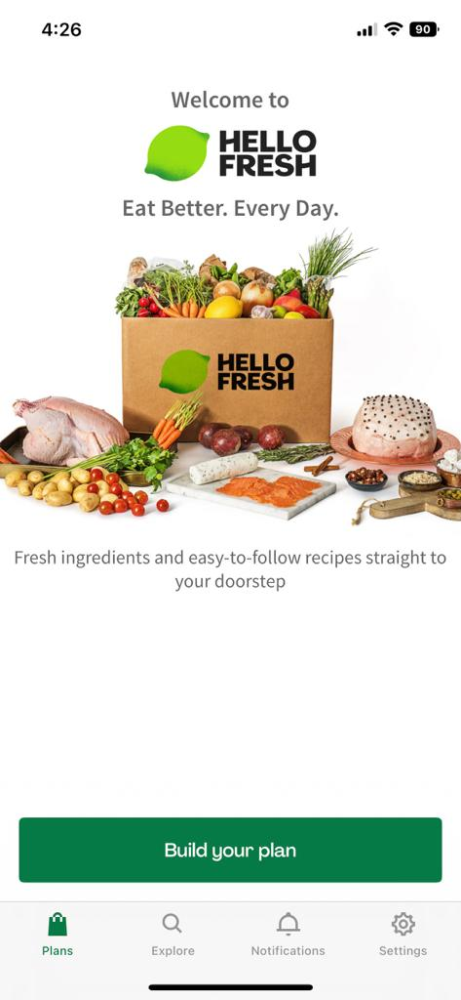 4:26
90
Welcome to
HELLO
FRESH
Eat Better. Every Day.
HELLO
FRESH
Fresh ingredients and easy-to-follow recipes straight to
your doorstep
Build your plan
Plans
Explore
Notifications
Settings